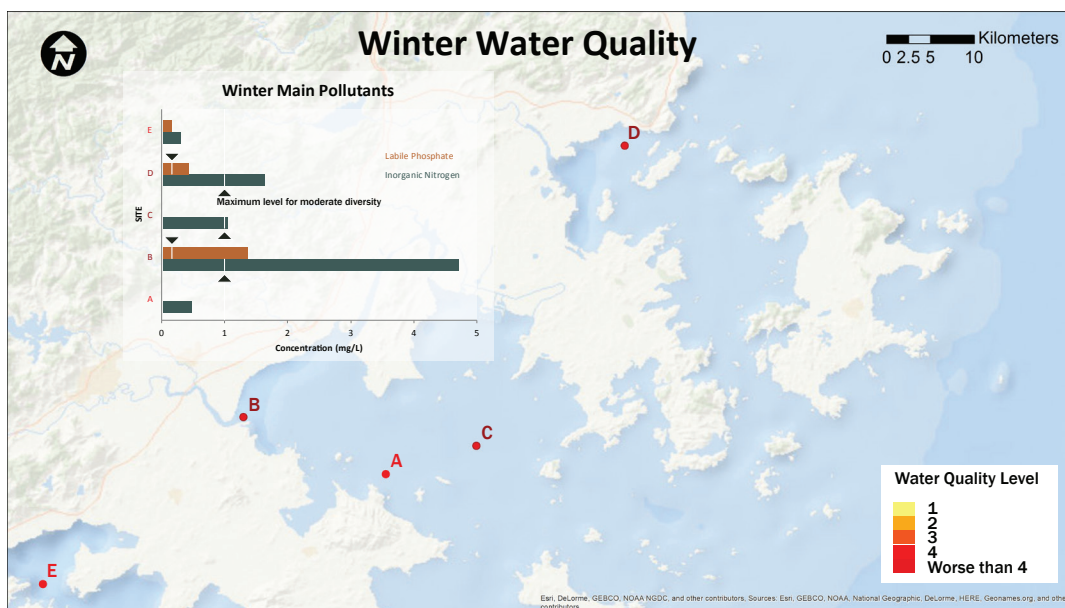 Winter Water Quality
N
Kilometers
0 2.5 5 10
Winter Main Pollutants
Labile Phosphate
Inorganic Nitrogen
E
D
Maximum level for moderate diversity
SITE
C
B
A
0 1 2 3 4 5
Concentration (mg/L)
D
B
C
A
E
Water Quality Level
1
2
3
4
Worse than 4
Esri, DeLorme, GEBCO, NOAA NGDC, and other contributors, Sources: Esri, GEBCO, NOAA, National Geographic, DeLorme, HERE, Geonames.org, and other
contributors